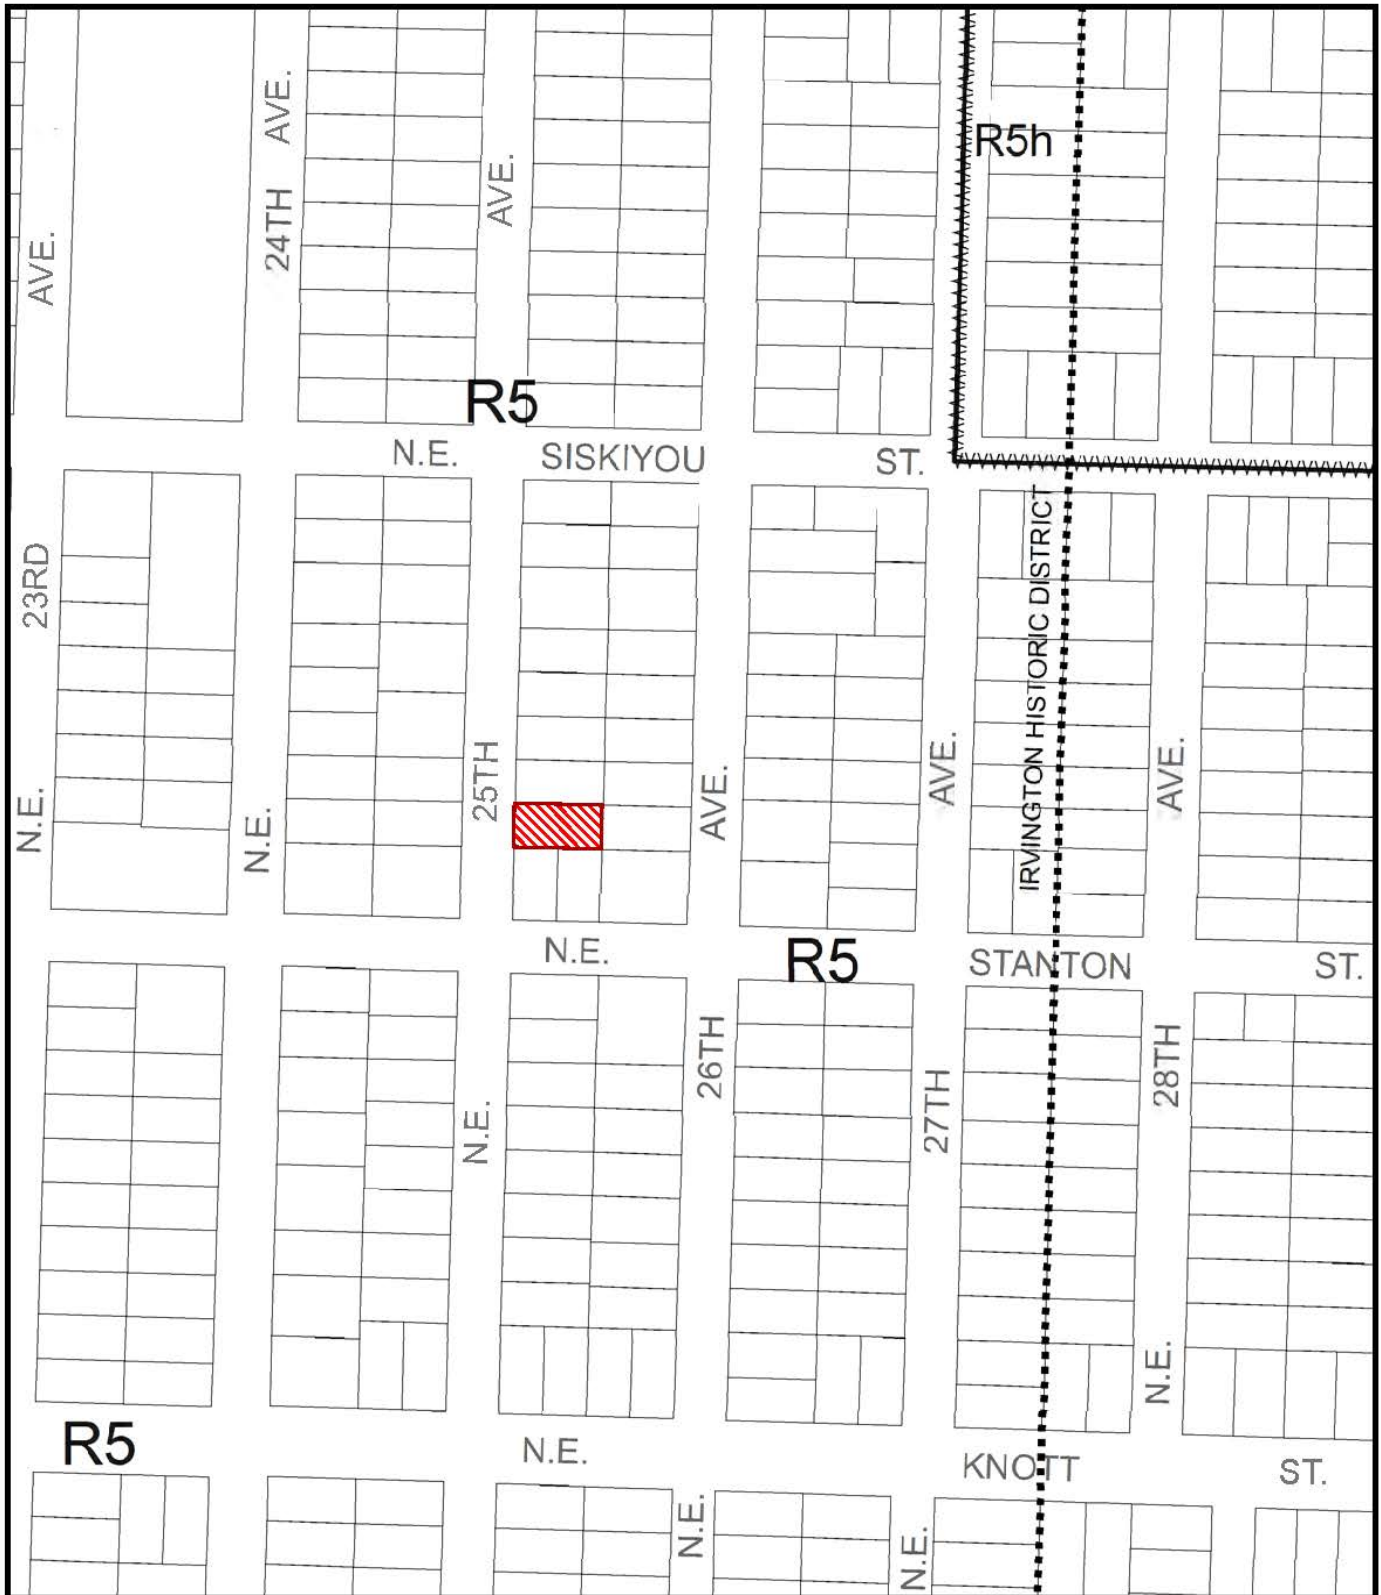 24TH AVE.
AVE.
R5h
AVE.
R5
N.E. SISKIYOU ST.
23RD
IRVINGTON HISTORIC DISTRICT
25TH
AVE.
AVE.
AVE.
N.E.
N.E.
N.E. STANTON ST.
R5
26TH
28TH
27TH
N.E.
N.E.
R5
N.E. KNOTT ST.
N.E.
N.E.